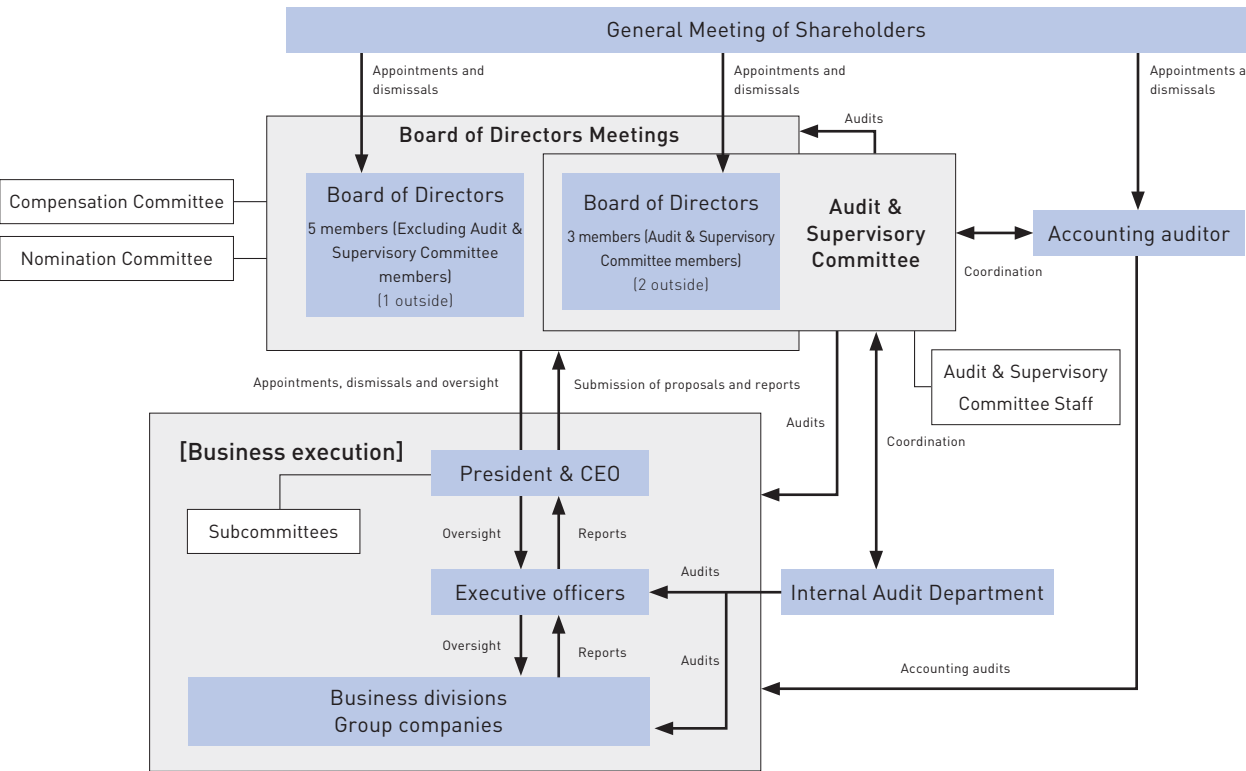 General Meeting of Shareholders
Appointments and
dismissals
Appointments and
dismissals
Appointments a
dismissals
Audits
Board of Directors Meetings
Compensation Committee
Nomination Committee
Board of Directors
5 members (Excluding Audit &
Supervisory Committee
members)
(1 outside)
Board of Directors
3 members (Audit & Supervisory
Committee members)
(2 outside)
Audit &
Supervisory
Committee
Accounting auditor
Coordination
Appointments, dismissals and oversight
Submission of proposals and reports
Audit & Supervisory
Committee Staff
Audits
Coordination
[Business execution]
President & CEO
Subcommittees
Oversight
Reports
Executive officers
Audits
Internal Audit Department
Oversight
Reports
Audits
Accounting audits
Business divisions
Group companies